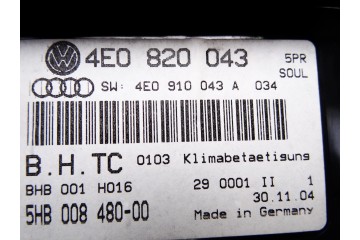 4E0 820 043 5PR
SOUL
SW: 4E0 910 043 A 034
B.H.TC 0103 Klimabetaetigung
BHB 001 H016 29 0001 II 1
30.11.04
5HB 008 480-00 Made in Germany